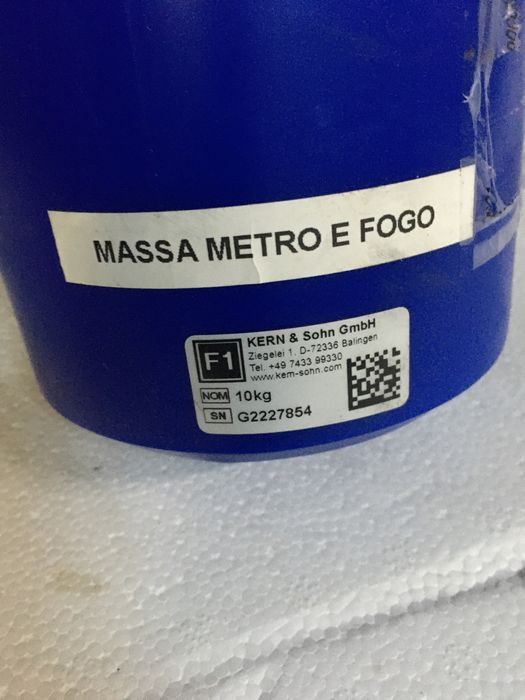 MASSA METRO E FOGO
F1
KERN & Sohn GmbH
Ziegelei 1, D-72336 Balingen
Tel. +49 7433 99330
www.kern-sohn.com
NOM 10kg
SN G2227854